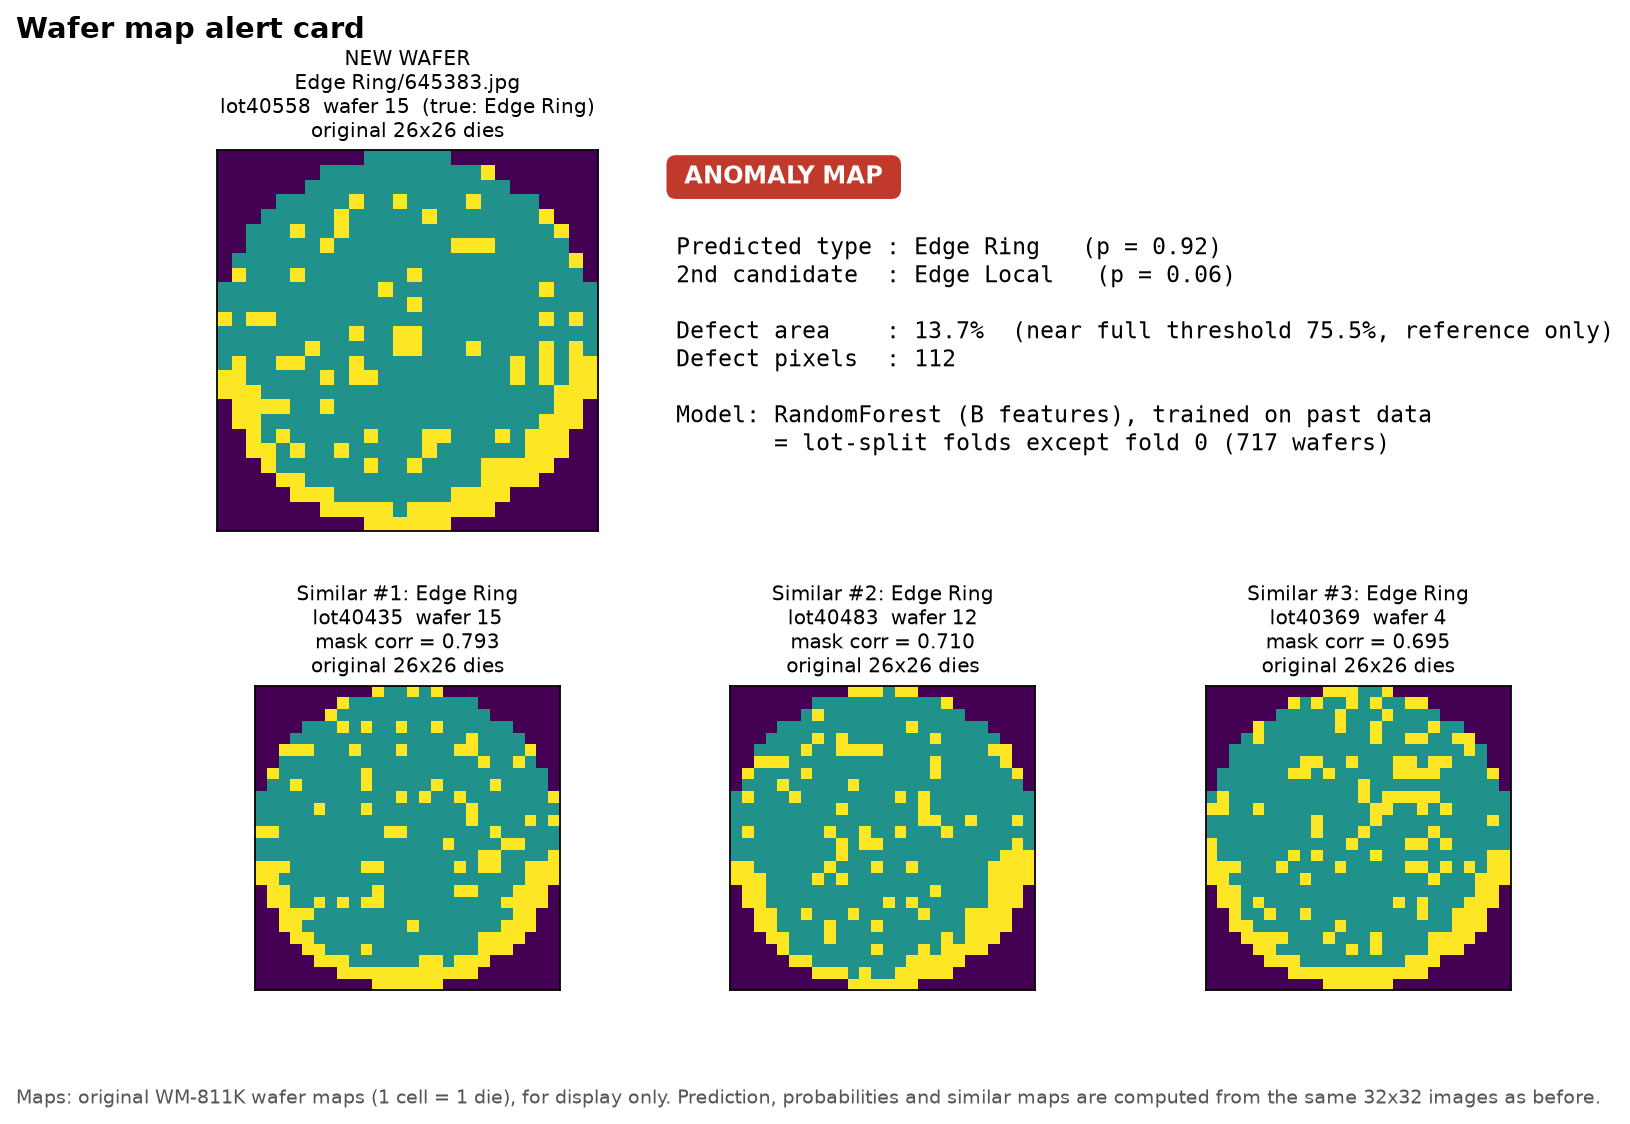 Wafer map alert card
NEW WAFER
Edge Ring/645383.jpg
lot40558  wafer 15  (true: Edge Ring)
original 26x26 dies
ANOMALY MAP
Predicted type : Edge Ring   (p = 0.92)
2nd candidate  : Edge Local   (p = 0.06)
Defect area    : 13.7%  (near full threshold 75.5%, reference only)
Defect pixels  : 112
Model: RandomForest (B features), trained on past data
= lot-split folds except fold 0 (717 wafers)
Similar #1: Edge Ring
lot40435  wafer 15
mask corr = 0.793
original 26x26 dies
Similar #2: Edge Ring
lot40483  wafer 12
mask corr = 0.710
original 26x26 dies
Similar #3: Edge Ring
lot40369  wafer 4
mask corr = 0.695
original 26x26 dies
Maps: original WM-811K wafer maps (1 cell = 1 die), for display only. Prediction, probabilities and similar maps are computed from the same 32x32 images as before.